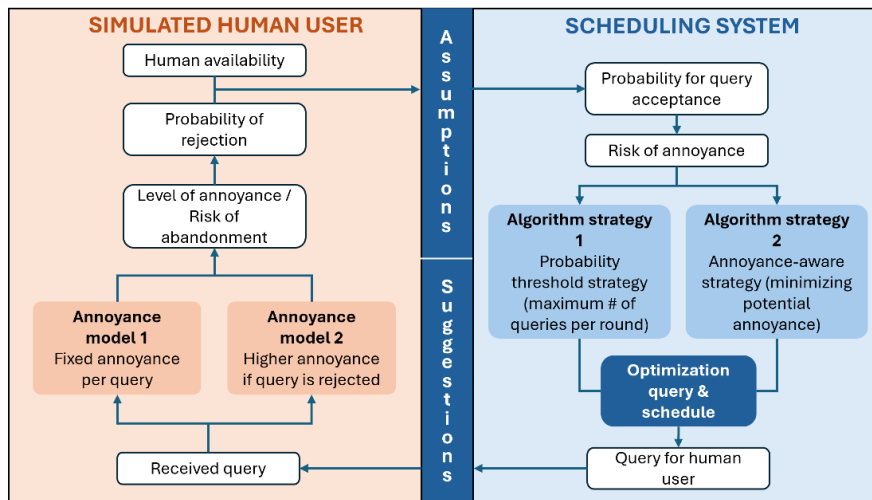 SIMULATED HUMAN USER
Human availability
Probability of
rejection
Level of annoyance /
Risk of
abandonment
Annoyance
model 1
Fixed annoyance
per query
Annoyance
model 2
Higher annoyance
if query is rejected
Received query
Assumptions
Suggestions
SCHEDULING SYSTEM
Probability for query
acceptance
Risk of annoyance
Algorithm strategy
1
Probability
threshold strategy
(maximum # of
queries per round)
Algorithm strategy
2
Annoyance-aware
strategy (minimizing
potential
annoyance)
Optimization
query &
schedule
Query for human
user